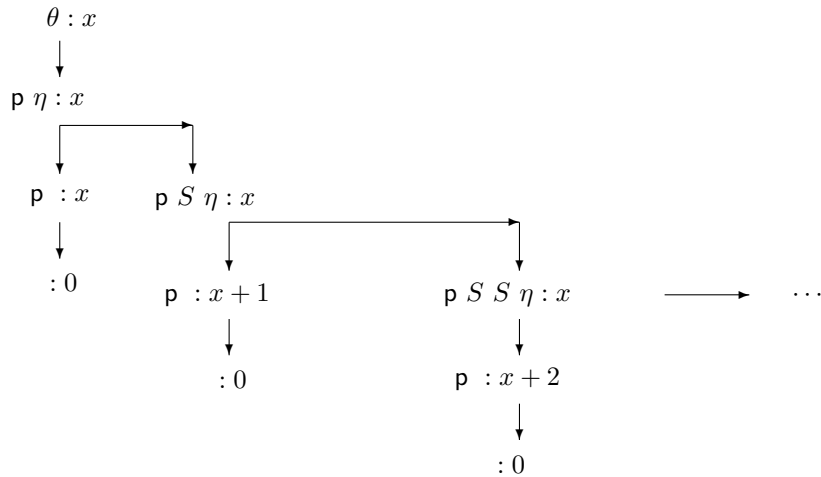 θ : x
p η : x
p : x p S η : x
: 0 p : x + 1 p S S η : x ···
: 0 p : x + 2
: 0